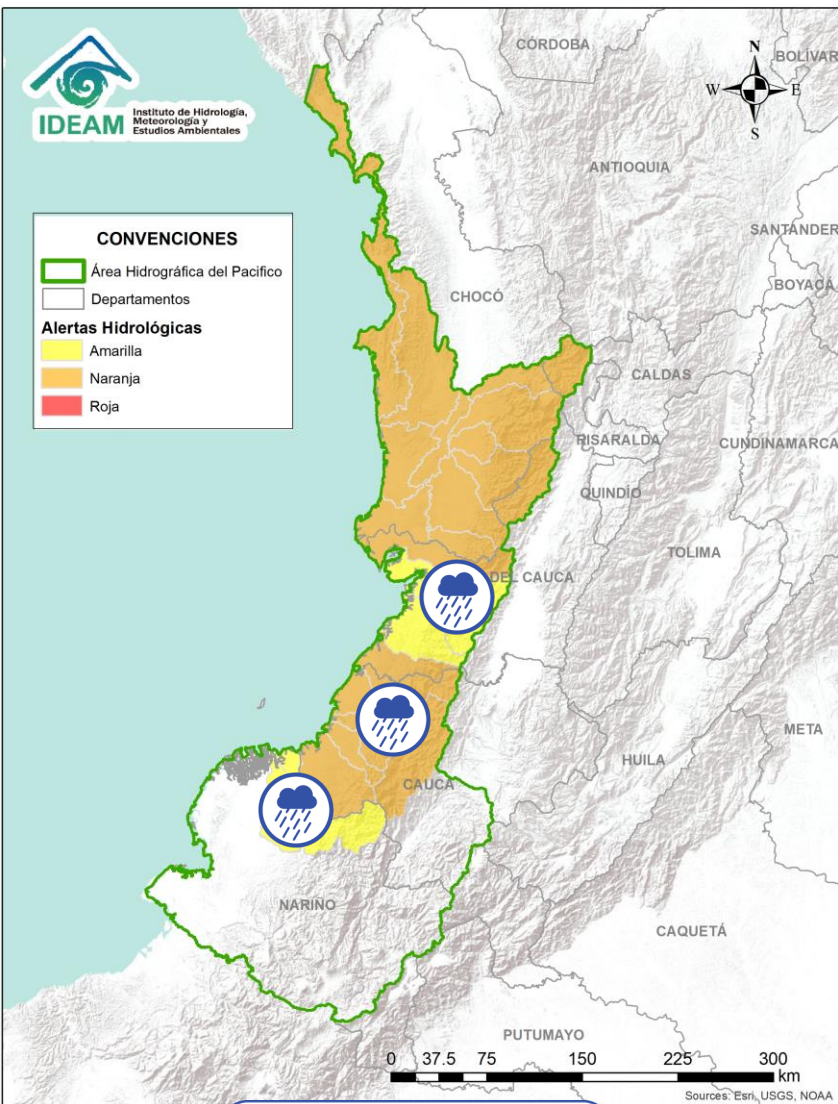 IDEAM
Instituto de Hidrología,
Meteorología y
Estudios Ambientales
N
W
E
S
CÓRDOBA
BOLÍVAR
ANTIOQUIA
SANTANDER
BOYACÁ
CONVENCIONES
Área Hidrográfica del Pacifico
Departamentos
Alertas Hidrológicas
Amarilla
Naranja
Roja
CHOCÓ
CALDAS
RISARALDA
CUNDINAMARCA
QUINDÍO
TOLIMA
DEL CAUCA
META
HUILA
CAUCA
NARIÑO
CAQUETÁ
PUTUMAYO
0 37.5 75 150 225 300
km
Sources: Esri, USGS, NOAA